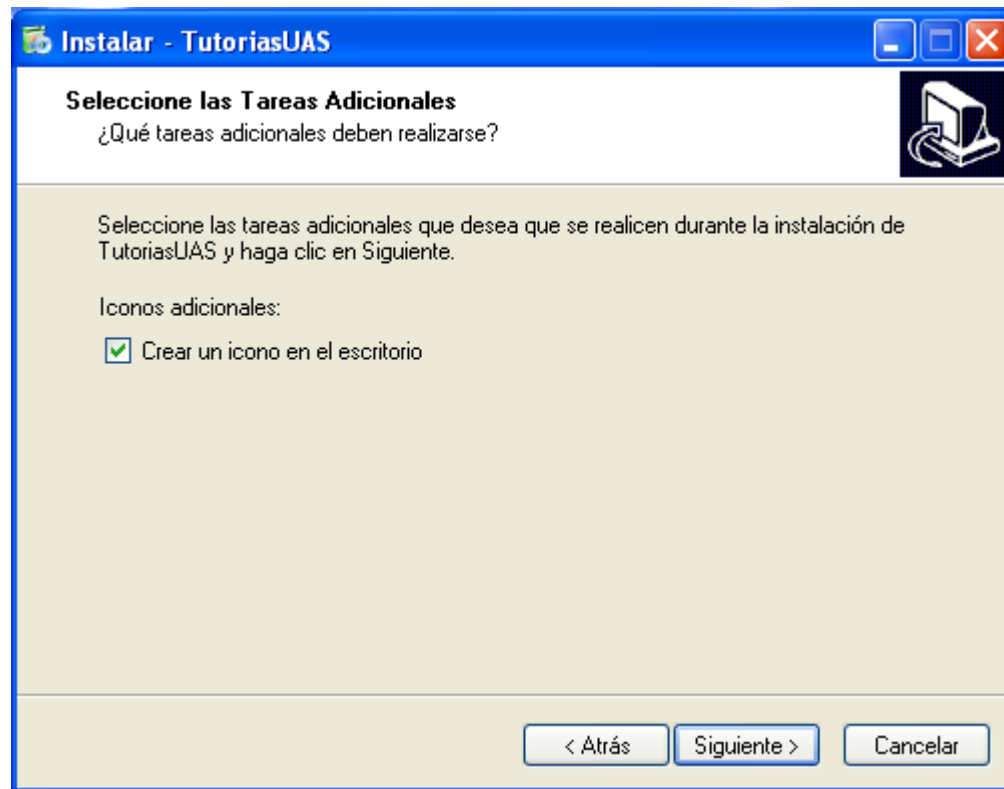 Instalar - TutoriasUAS
Seleccione las Tareas Adicionales
¿Qué tareas adicionales deben realizarse?
Seleccione las tareas adicionales que desea que se realicen durante la instalación de
TutoriasUAS y haga clic en Siguiente.
Iconos adicionales:
Crear un icono en el escritorio
< Atrás
Siguiente >
Cancelar